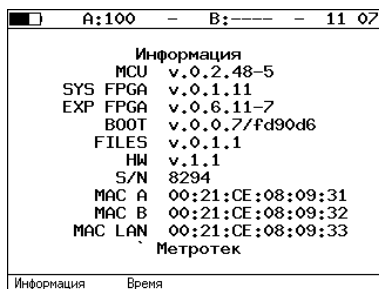 A:100 – B:---- – 11 07
Информация
MCU v.0.2.48-5
SYS FPGA v.0.1.11
EXP FPGA v.0.6.11-7
BOOT v.0.0.7/fd90d6
FILES v.0.1.1
HW v.1.1
S/N 8294
MAC A 00:21:CE:08:09:31
MAC B 00:21:CE:08:09:32
MAC LAN 00:21:CE:08:09:33
` Метротек
Информация Время